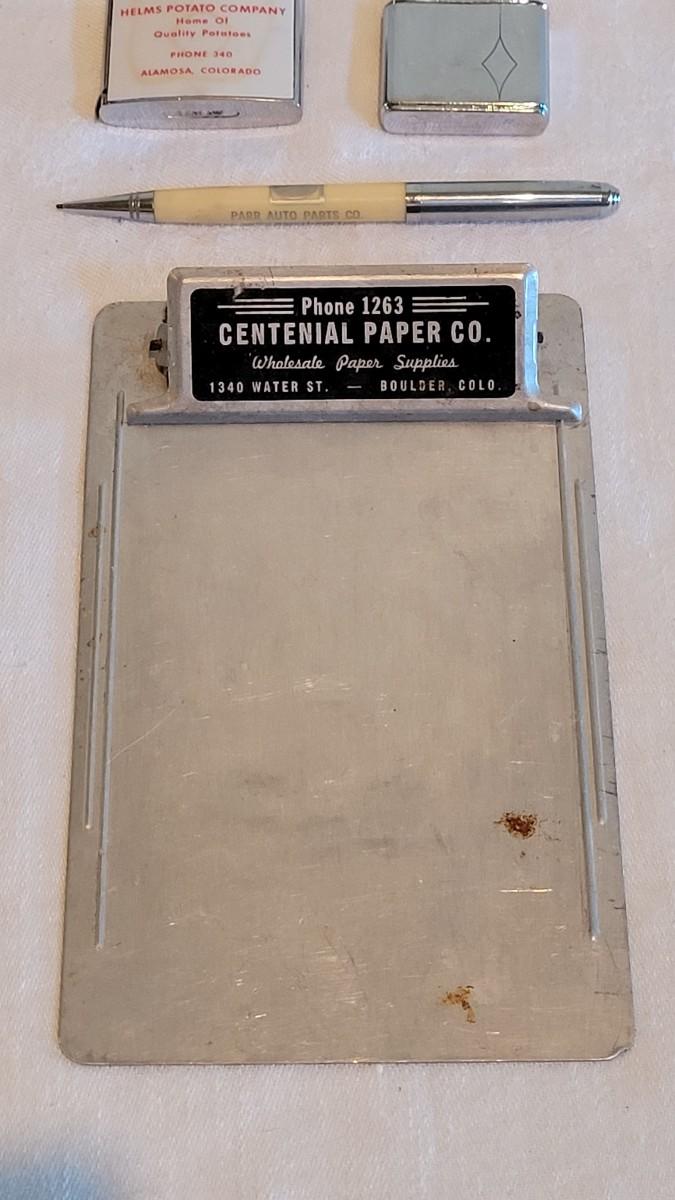 HELMS POTATO COMPANY
Home Of
Quality Potatoes
PHONE 340
ALAMOSA, COLORADO
PARR AUTO PARTS CO.
Phone 1263
CENTENIAL PAPER CO.
Wholesale Paper Supplies
1340 WATER ST. — BOULDER, COLO.